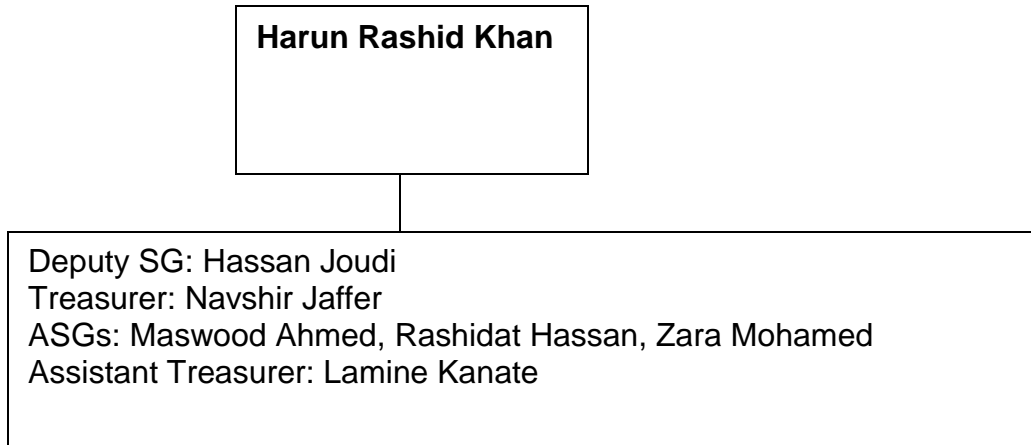 Harun Rashid Khan
Deputy SG: Hassan Joudi
Treasurer: Navshir Jaffer
ASGs: Maswood Ahmed, Rashidat Hassan, Zara Mohamed
Assistant Treasurer: Lamine Kanate